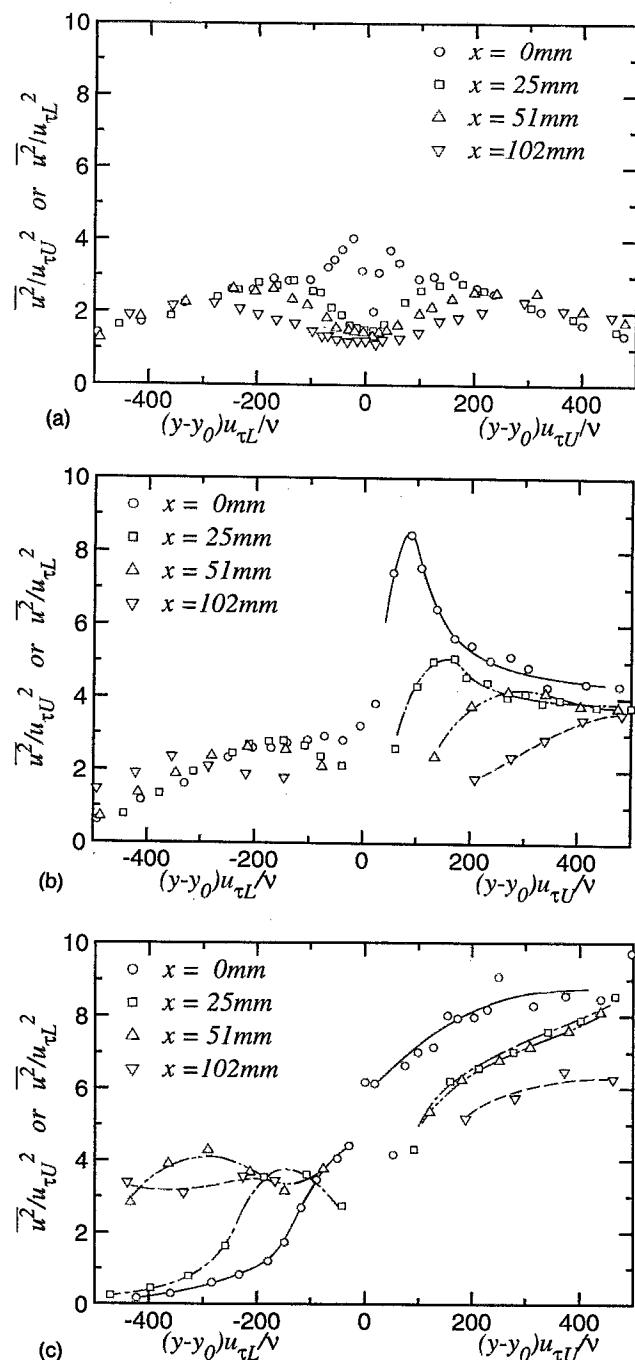 10
8
6
4
2
0
u²/u_τU² or u²/u_τL²
○ x = 0mm
□ x = 25mm
△ x = 51mm
▽ x = 102mm
-400 -200 0 200 400
(a)
(y-y₀)u_τL/ν (y-y₀)u_τU/ν
10
8
6
4
2
0
u²/u_τU² or u²/u_τL²
○ x = 0mm
□ x = 25mm
△ x = 51mm
▽ x = 102mm
-400 -200 0 200 400
(b)
(y-y₀)u_τL/ν (y-y₀)u_τU/ν
10
8
6
4
2
0
u²/u_τU² or u²/u_τL²
○ x = 0mm
□ x = 25mm
△ x = 51mm
▽ x = 102mm
-400 -200 0 200 400
(c)
(y-y₀)u_τL/ν (y-y₀)u_τU/ν